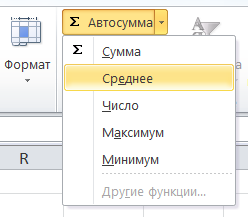 Σ Автосумма
Формат
Σ Сумма
Среднее
Число
Максимум
Минимум
Другие функции...
R